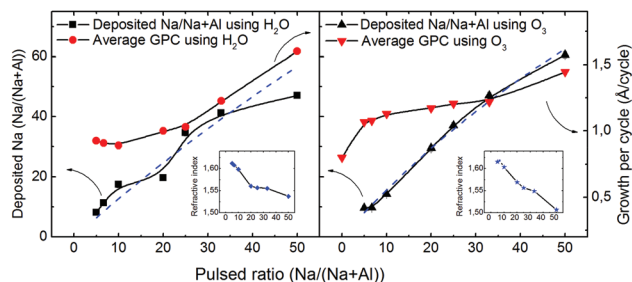 Deposited Na/Na+Al using H₂O
Average GPC using H₂O
Deposited Na/Na+Al using O₃
Average GPC using O₃
Deposited Na (Na/(Na+Al))
60
40
20
0
Refractive index
1,60
1,55
1,50
0 10 20 30 40 50
Refractive index
1,60
1,55
1,50
0 10 20 30 40 50
1,5
1,0
0,5
Growth per cycle (Å/cycle)
0 10 20 30 40 50
0 10 20 30 40 50
Pulsed ratio (Na/(Na+Al))